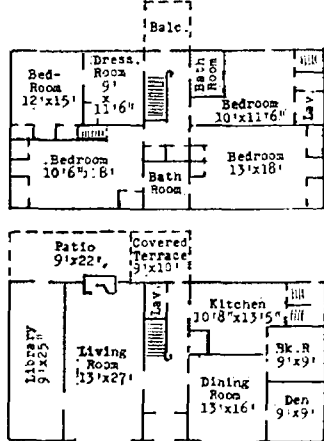 Balc.
Bed-
Room
12'x15'
Dress.
Room
9'
x
11'6"
Bath
Room
Bedroom
10'x11'6"
Lav.
Bedroom
10'6"x18'
Bath
Room
Bedroom
13'x18'
Patio
9'x22'
Covered
Terrace
9'x10'
Lav.
Kitchen
10'8"x13'5"
Library
9'x25'
Living
Room
13'x27'
Bk.R
9'x9'
Dining
Room
13'x16'
Den
9'x9'